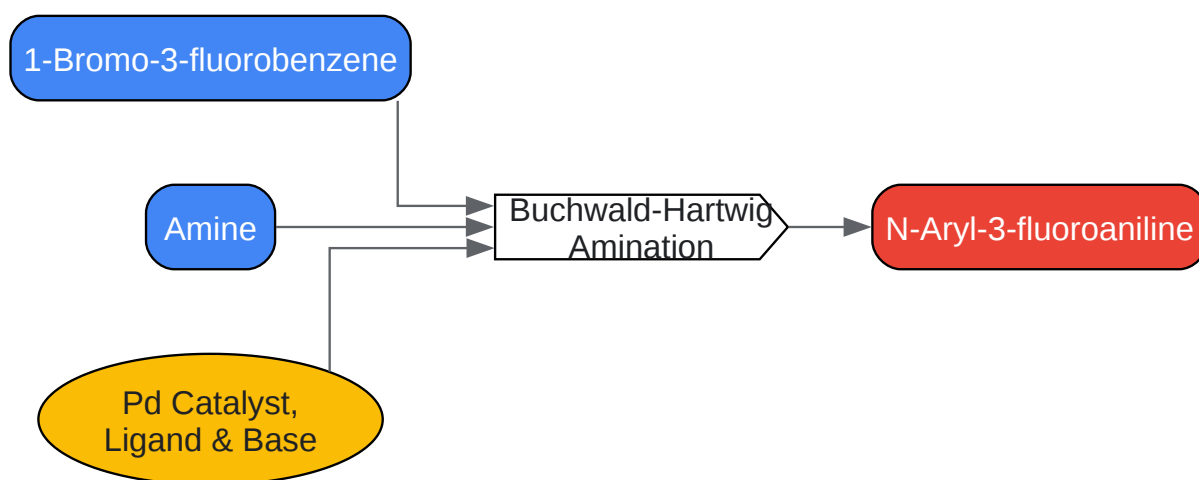 1-Bromo-3-fluorobenzene
Amine
Buchwald-Hartwig
Amination
N-Aryl-3-fluoroaniline
Pd Catalyst,
Ligand & Base